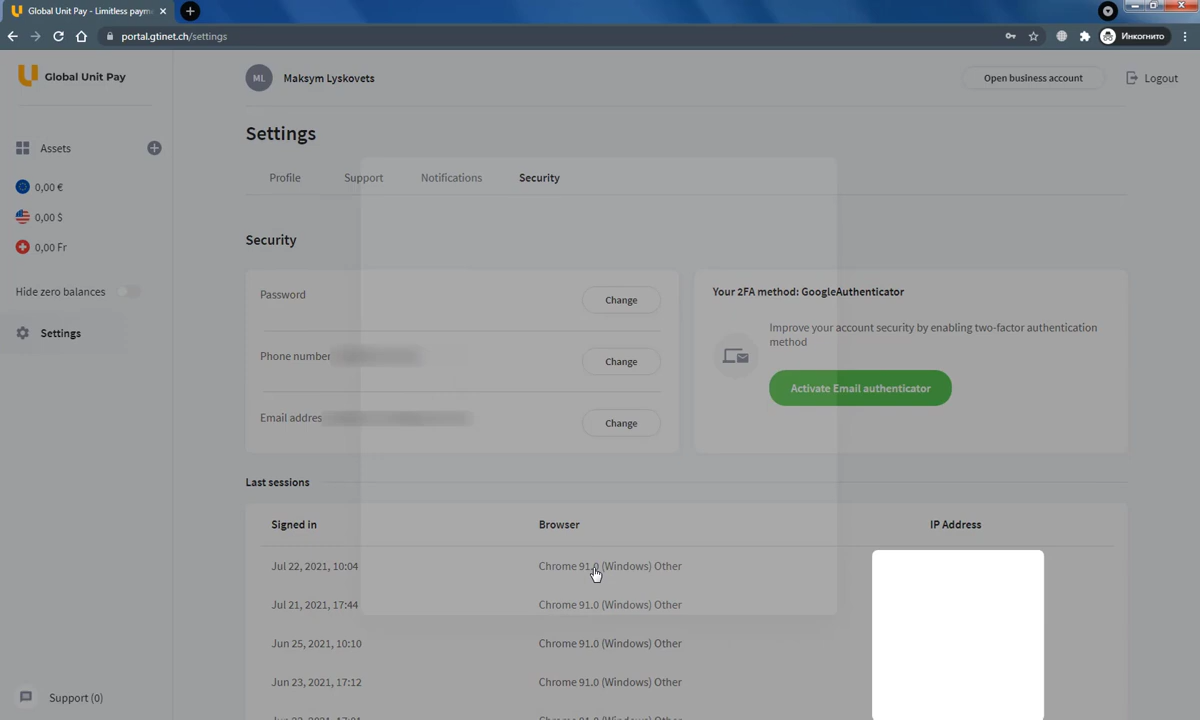 Global Unit Pay - Limitless payme
portal.gtinet.ch/settings
Инкогнито
Global Unit Pay
ML
Maksym Lyskovets
Open business account
Logout
Settings
Assets
Profile
Support
Notifications
Security
0,00 €
0,00 $
0,00 Fr
Hide zero balances
Settings
Security
Password
Change
Phone number
Change
Email addres
Change
Your 2FA method: GoogleAuthenticator
Improve your account security by enabling two-factor authentication
method
Activate Email authenticator
Last sessions
Signed in
Browser
IP Address
Jul 22, 2021, 10:04
Chrome 91.0 (Windows) Other
Jul 21, 2021, 17:44
Chrome 91.0 (Windows) Other
Jun 25, 2021, 10:10
Chrome 91.0 (Windows) Other
Jun 23, 2021, 17:12
Chrome 91.0 (Windows) Other
Support (0)